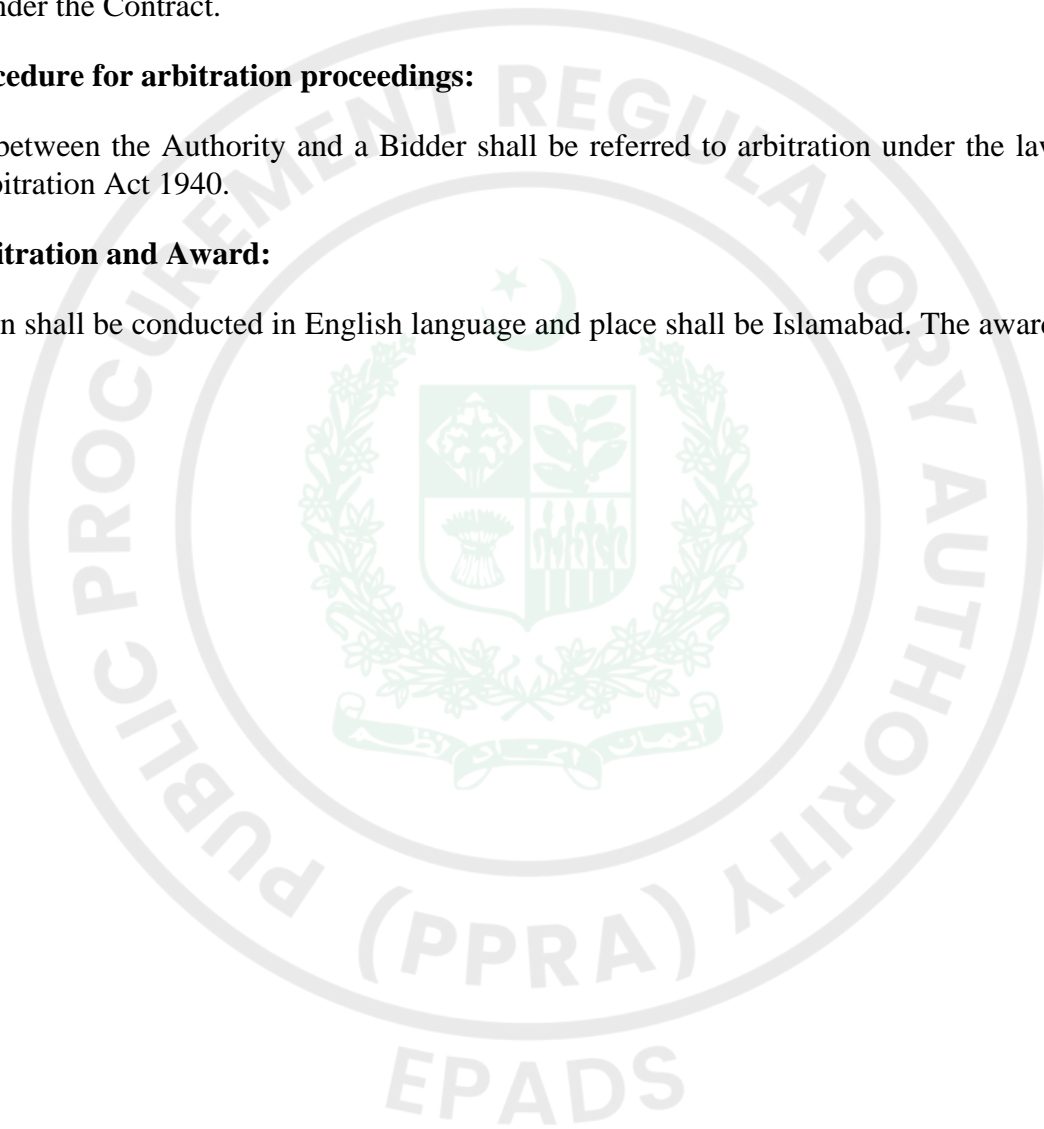 nder the Contract.
cedure for arbitration proceedings:
between the Authority and a Bidder shall be referred to arbitration under the law
bitration Act 1940.
itration and Award:
n shall be conducted in English language and place shall be Islamabad. The award
PUBLIC PROCUREMENT REGULATORY AUTHORITY
(PPRA)
EPADS